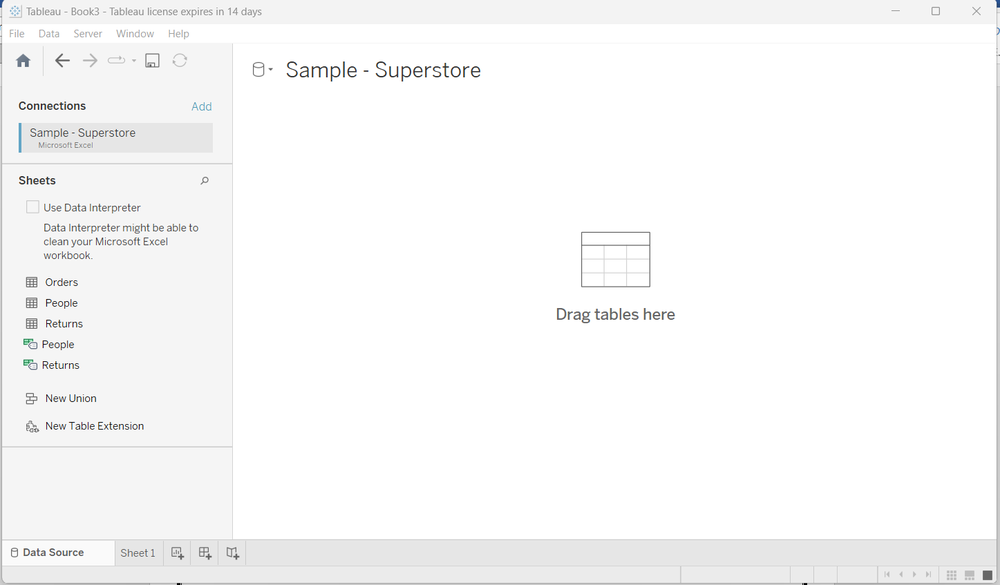 Tableau - Book3 - Tableau license expires in 14 days
File Data Server Window Help
Sample - Superstore
Connections Add
Sample - Superstore
Microsoft Excel
Sheets
Use Data Interpreter
Data Interpreter might be able to
clean your Microsoft Excel
workbook.
Orders
People
Returns
People
Returns
New Union
New Table Extension
Drag tables here
Data Source Sheet 1